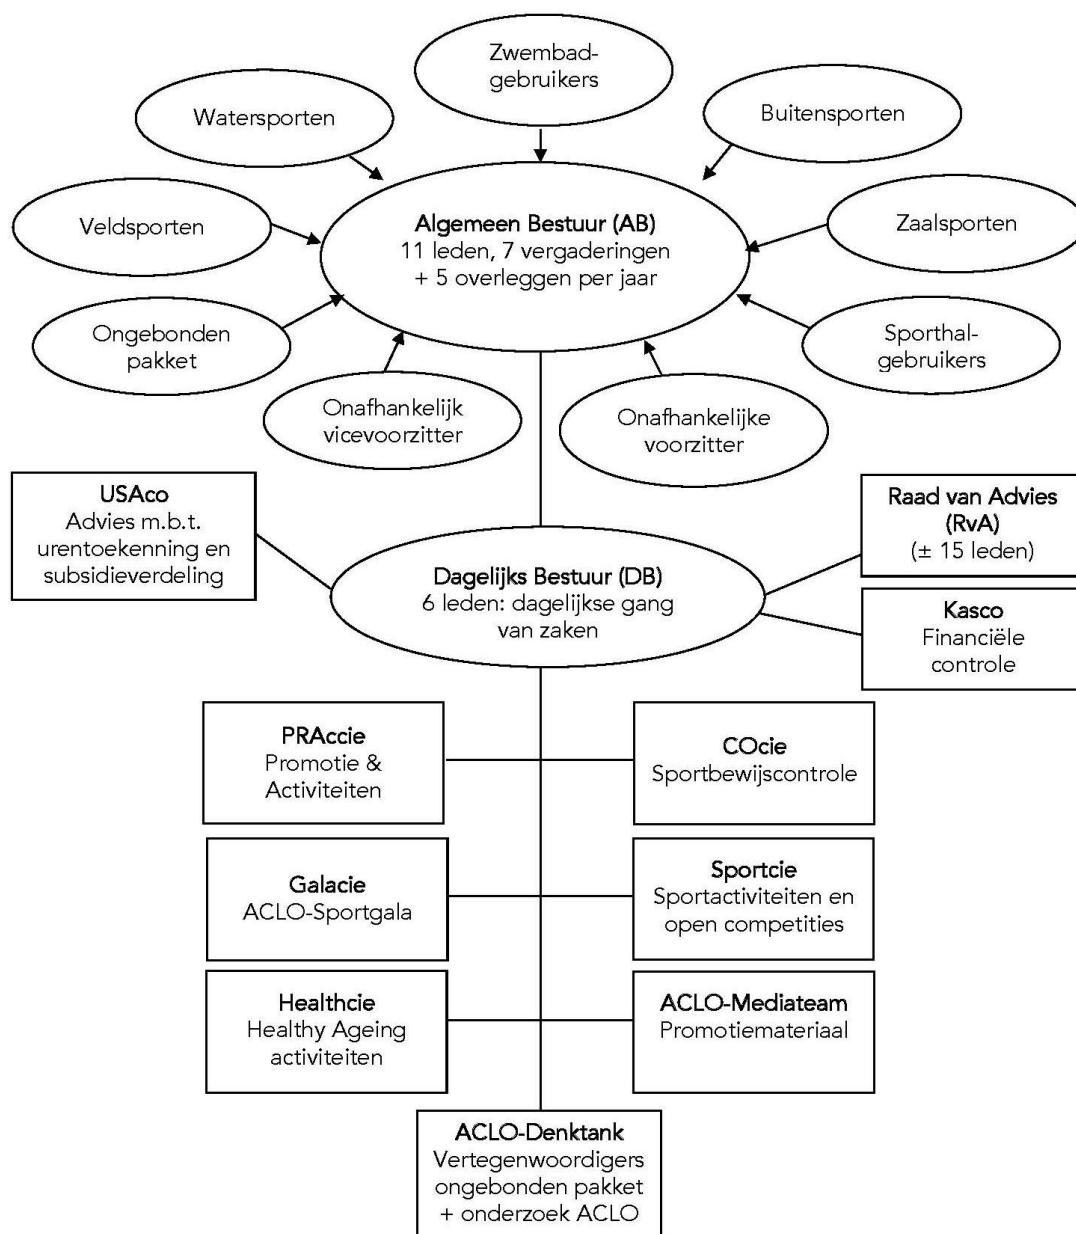 Zwembad-
gebruikers
Watersporten
Buitensporten
Veldsporten
Algemeen Bestuur (AB)
11 leden, 7 vergaderingen
+ 5 overleggen per jaar
Zaalsporten
Ongebonden
pakket
Sporthal-
gebruikers
Onafhankelijk
vicevoorzitter
Onafhankelijke
voorzitter
USAco
Advies m.b.t.
urentoekenning en
subsidieverdeling
Raad van Advies
(RvA)
(± 15 leden)
Dagelijks Bestuur (DB)
6 leden: dagelijkse gang
van zaken
Kasco
Financiële
controle
PRAccie
Promotie &
Activiteiten
COcie
Sportbewijscontrole
Galacie
ACLO-Sportgala
Sportcie
Sportactiviteiten en
open competities
Healthcie
Healthy Ageing
activiteiten
ACLO-Mediateam
Promotiemateriaal
ACLO-Denktank
Vertegenwoordigers
ongebonden pakket
+ onderzoek ACLO